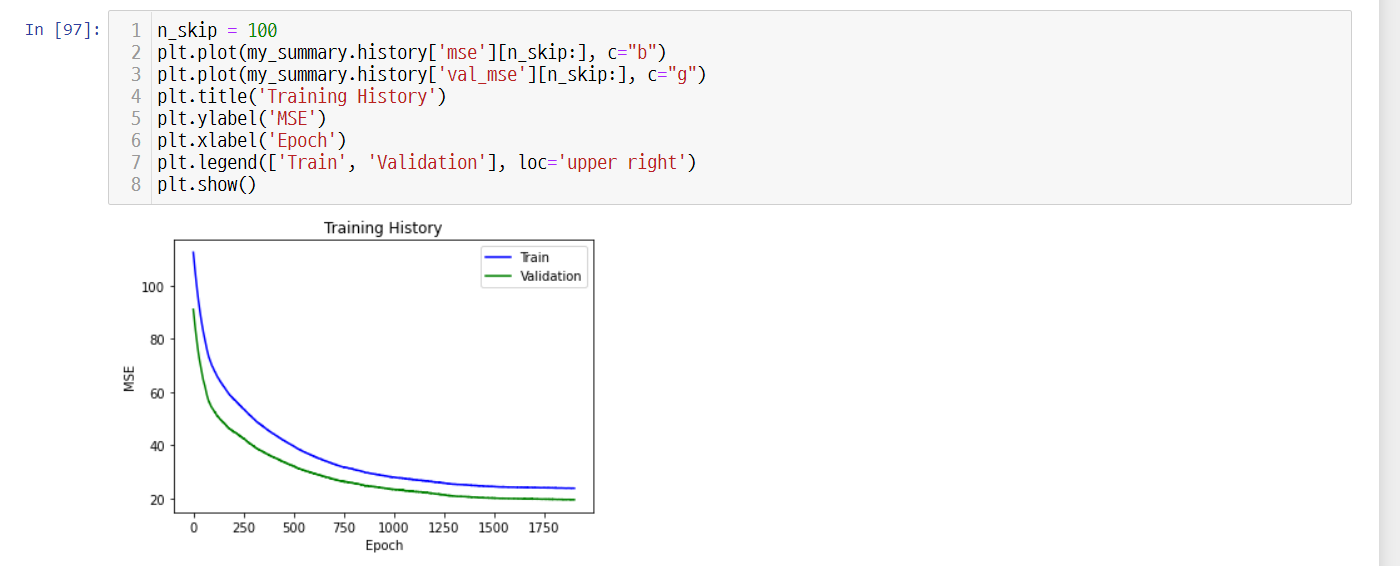 In [97]:
1 n_skip = 100
2 plt.plot(my_summary.history['mse'][n_skip:], c="b")
3 plt.plot(my_summary.history['val_mse'][n_skip:], c="g")
4 plt.title('Training History')
5 plt.ylabel('MSE')
6 plt.xlabel('Epoch')
7 plt.legend(['Train', 'Validation'], loc='upper right')
8 plt.show()
Training History
Train
Validation
100
80
60
40
20
MSE
0 250 500 750 1000 1250 1500 1750
Epoch